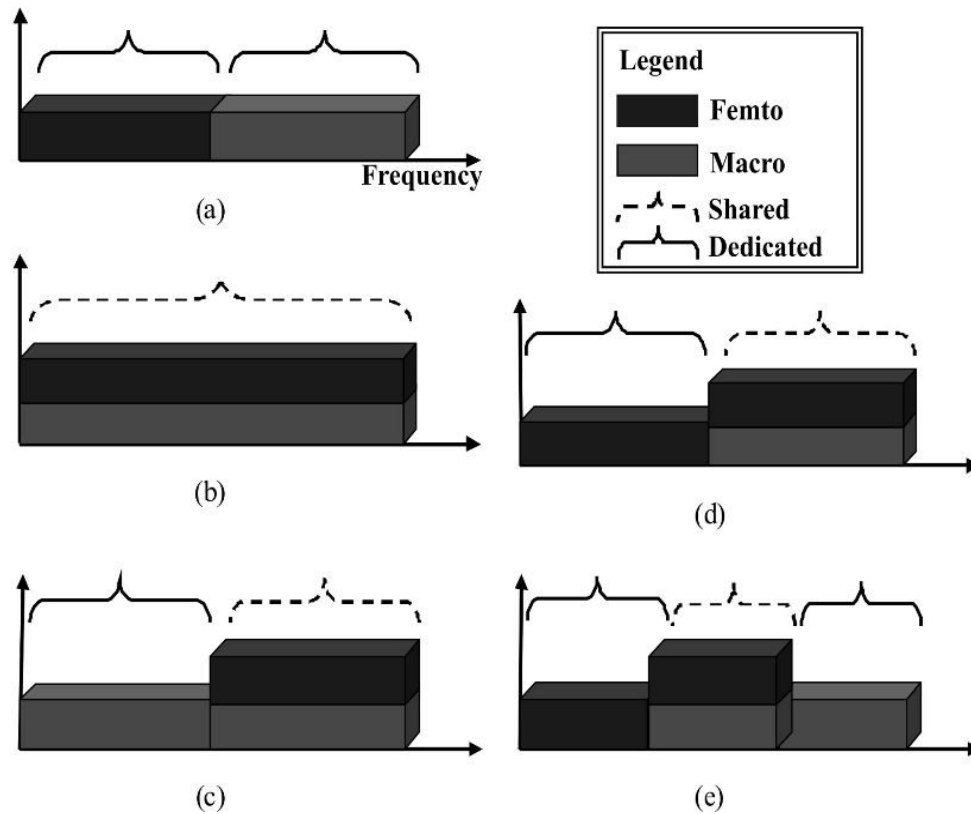 Frequency
(a)
Legend
Femto
Macro
Shared
Dedicated
(b)
(d)
(c)
(e)